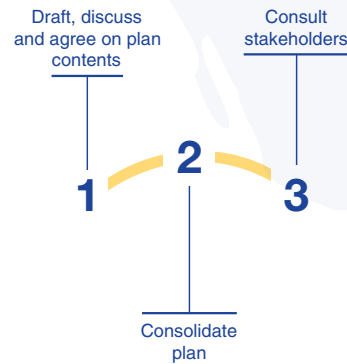 Draft, discuss
and agree on plan
contents
Consult
stakeholders
1
2
3
Consolidate
plan